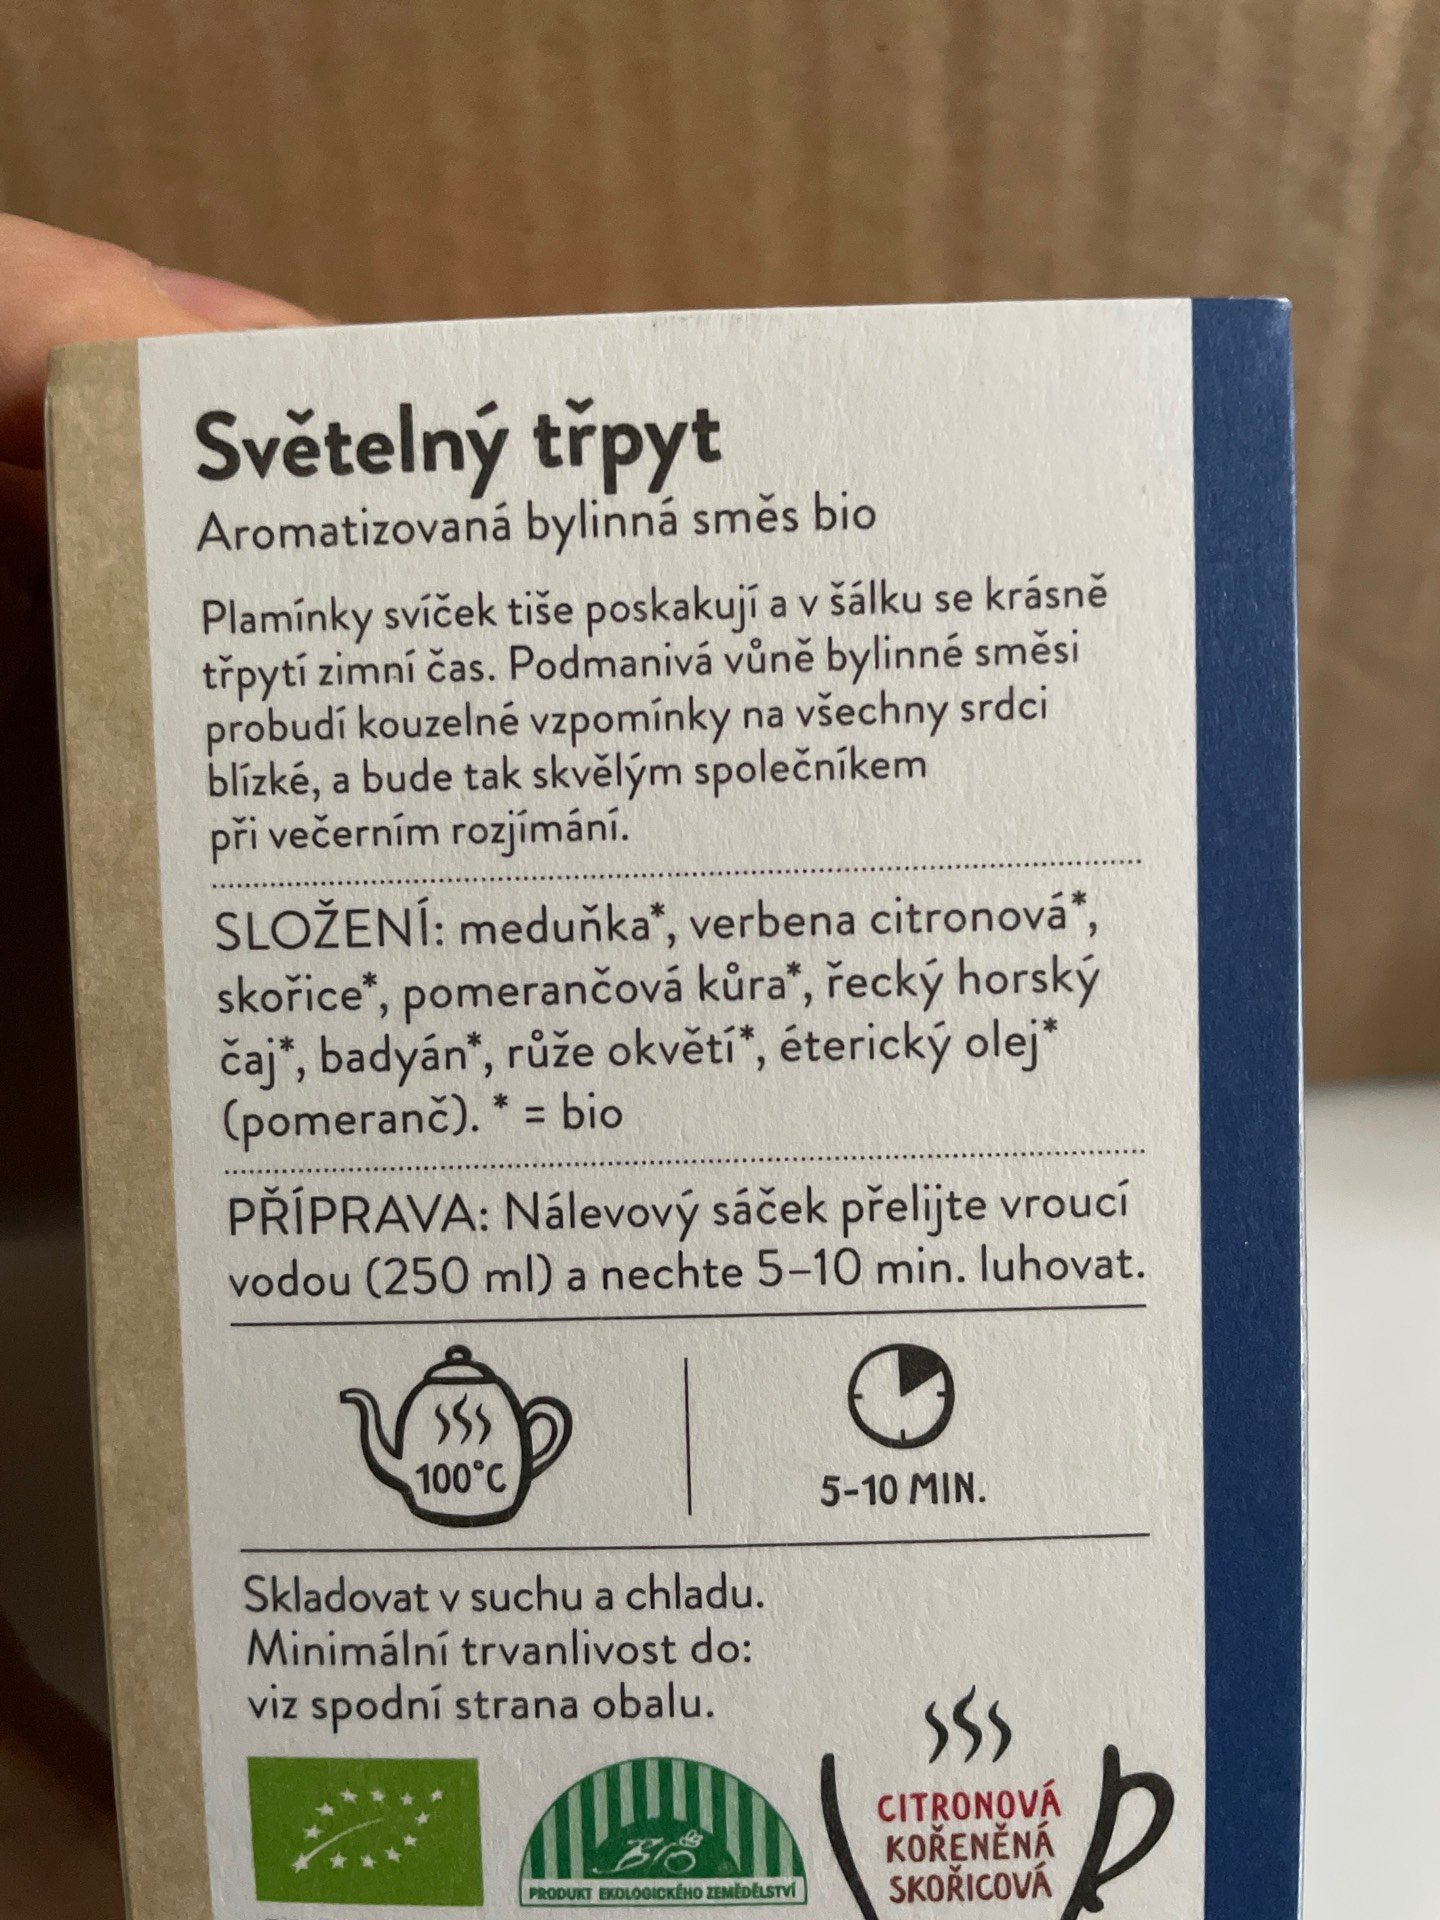 Světelný třpyt
Aromatizovaná bylinná směs bio
Plamínky svíček tiše poskakují a v šálku se krásně
třpytí zimní čas. Podmanivá vůně bylinné směsi
probudí kouzelné vzpomínky na všechny srdci
blízké, a bude tak skvělým společníkem
při večerním rozjímání.
SLOŽENÍ: meduňka*, verbena citronová*,
skořice*, pomerančová kůra*, řecký horský
čaj*, badyán*, růže okvětí*, éterický olej*
(pomeranč). * = bio
PŘÍPRAVA: Nálevový sáček přelijte vroucí
vodou (250 ml) a nechte 5–10 min. luhovat.
100°C
5-10 MIN.
Skladovat v suchu a chladu.
Minimální trvanlivost do:
viz spodní strana obalu.
BIO
PRODUKT EKOLOGICKÉHO ZEMĚDĚLSTVÍ
CITRONOVÁ
KOŘENĚNÁ
SKOŘICOVÁ